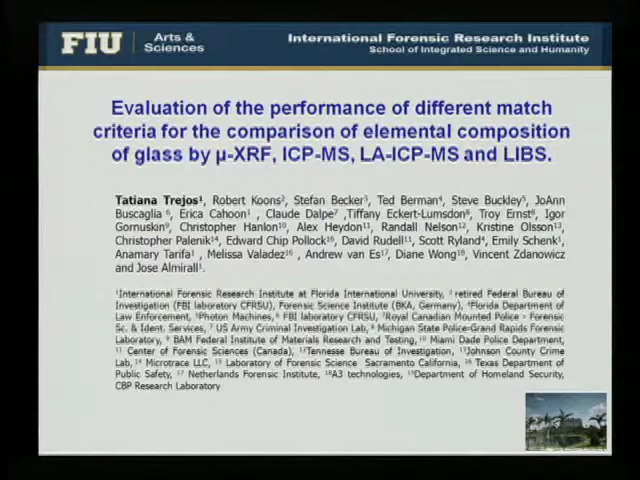 FIU Arts & Sciences
International Forensic Research Institute
School of Integrated Science and Humanity
Evaluation of the performance of different match
criteria for the comparison of elemental composition
of glass by µ-XRF, ICP-MS, LA-ICP-MS and LIBS.
Tatiana Trejos¹, Robert Koons², Stefan Becker³, Ted Berman⁴, Steve Buckley⁵, JoAnn
Buscaglia ⁶, Erica Cahoon¹ , Claude Dalpe⁷ ,Tiffany Eckert-Lumsdon⁸, Troy Ernst⁸, Igor
Gornuskin⁹, Christopher Hanlon¹⁰, Alex Heydon¹¹, Randall Nelson¹², Kristine Olsson¹³,
Christopher Palenik¹⁴, Edward Chip Pollock¹⁵, David Rudell¹¹, Scott Ryland⁴, Emily Schenk¹,
Anamary Tarifa¹ , Melissa Valadez¹⁶ , Andrew van Es¹⁷, Diane Wong¹⁸, Vincent Zdanowicz
and Jose Almirall¹.
¹International Forensic Research Institute at Florida International University, ² retired Federal Bureau of
Investigation (FBI laboratory CFRSU), Forensic Science Institute (BKA, Germany), ⁴Florida Department of
Law Enforcement, ⁵Photon Machines,⁶ FBI laboratory CFRSU, ⁷Royal Canadian Mounted Police - Forensic
Sc. & Ident. Services, ⁷ US Army Criminal Investigation Lab, ⁸ Michigan State Police-Grand Rapids Forensic
Laboratory, ⁹ BAM Federal Institute of Materials Research and Testing, ¹⁰ Miami Dade Police Department,
¹¹ Center of Forensic Sciences (Canada), ¹²Tennesse Bureau of Investigation, ¹³Johnson County Crime
Lab, ¹⁴ Microtrace LLC, ¹⁵ Laboratory of Forensic Science Sacramento California, ¹⁶ Texas Department of
Public Safety, ¹⁷ Netherlands Forensic Institute, ¹⁸A3 technologies, ¹⁹Department of Homeland Security,
CBP Research Laboratory